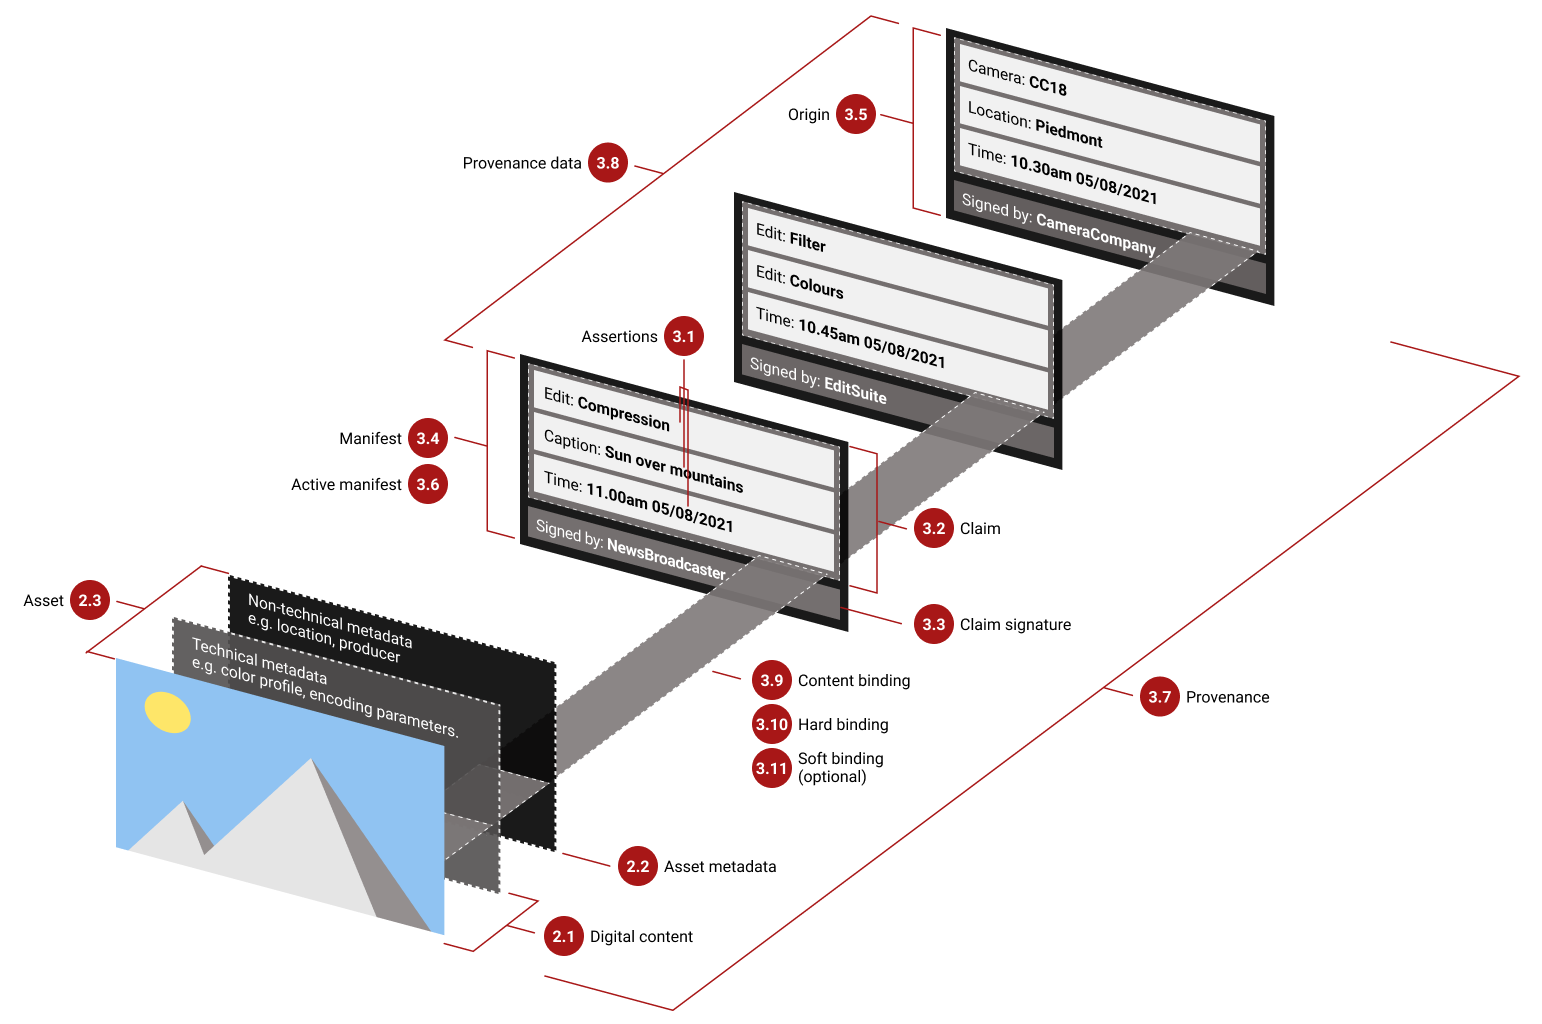 Camera: CC18
Location: Piedmont
Time: 10.30am 05/08/2021
Signed by: CameraCompany
Origin 3.5
Provenance data 3.8
Edit: Filter
Edit: Colours
Time: 10.45am 05/08/2021
Signed by: EditSuite
Assertions 3.1
Edit: Compression
Caption: Sun over mountains
Time: 11.00am 05/08/2021
Signed by: NewsBroadcaster
Manifest 3.4
Active manifest 3.6
3.2 Claim
3.3 Claim signature
Asset 2.3
Non-technical metadata
e.g. location, producer
Technical metadata
e.g. color profile, encoding parameters.
3.9 Content binding
3.10 Hard binding
3.11 Soft binding
(optional)
3.7 Provenance
2.2 Asset metadata
2.1 Digital content